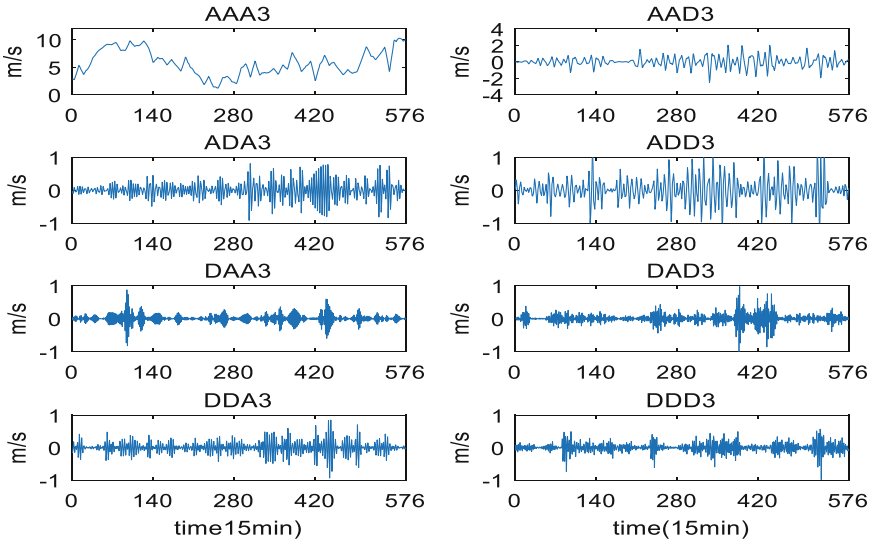 AAA3 AAD3
m/s 10 5 0 4 2 0 -2 -4
0 140 280 420 576 0 140 280 420 576
ADA3 ADD3
m/s 1 0 -1 m/s 1 0 -1
0 140 280 420 576 0 140 280 420 576
DAA3 DAD3
m/s 1 0 -1 m/s 1 0 -1
0 140 280 420 576 0 140 280 420 576
DDA3 DDD3
m/s 1 0 -1 m/s 1 0 -1
0 140 280 420 576 0 140 280 420 576
time15min) time(15min)